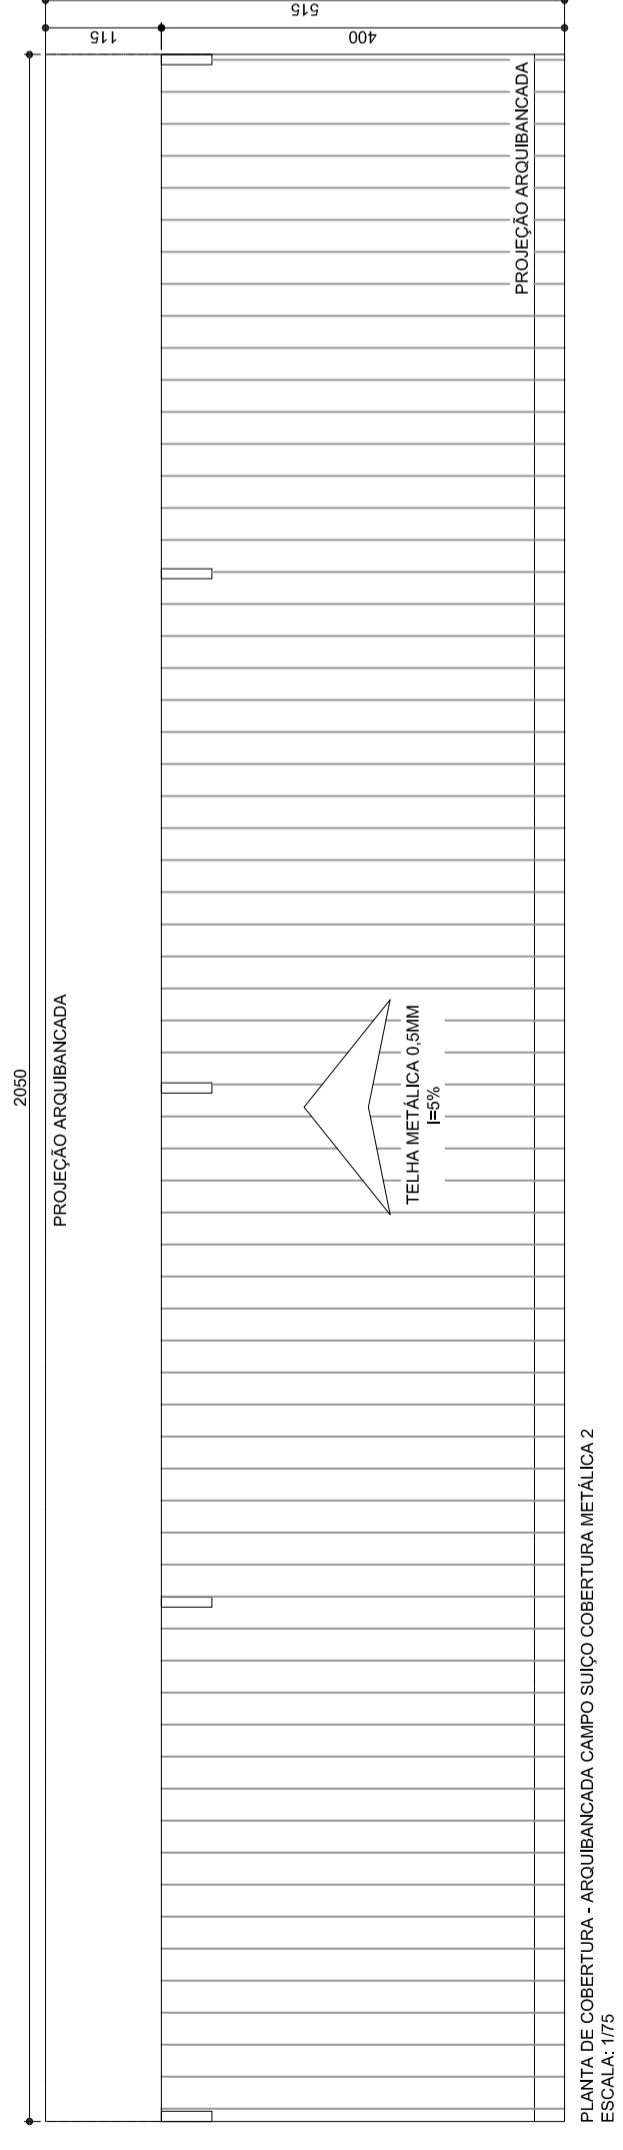 2050
PROJEÇÃO ARQUIBANCADA
115
400
515
TELHA METÁLICA 0,5MM
I=5%
PROJEÇÃO ARQUIBANCADA
PLANTA DE COBERTURA - ARQUIBANCADA CAMPO SUIÇO COBERTURA METÁLICA 2
ESCALA: 1/75